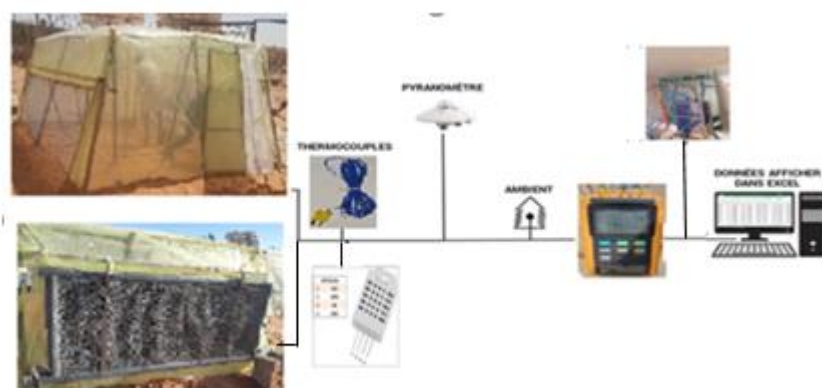 PYRANOMÈTRE
THERMOCOUPLES
AMBIENT
DONNÉES AFFICHER
DANS EXCEL